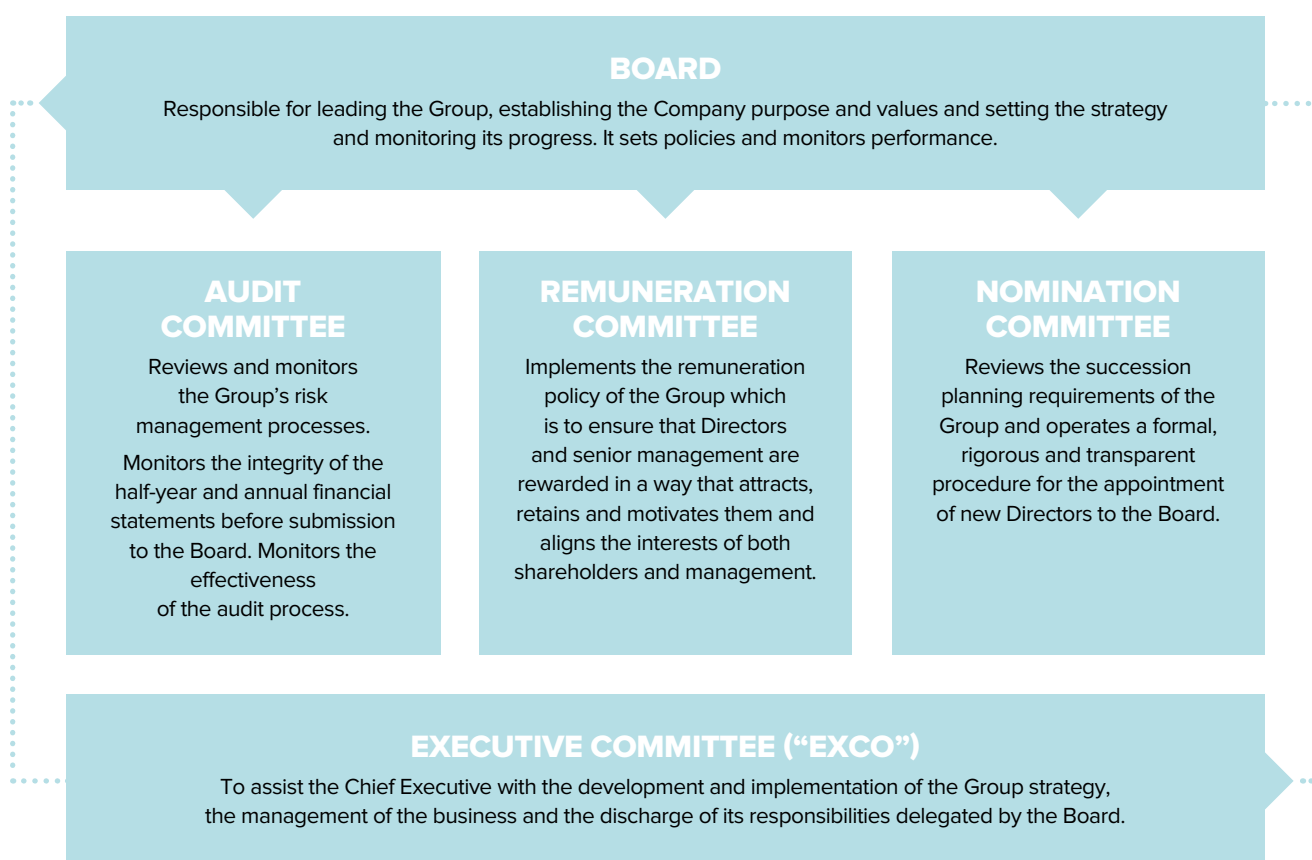 BOARD
Responsible for leading the Group, establishing the Company purpose and values and setting the strategy
and monitoring its progress. It sets policies and monitors performance.
AUDIT
COMMITTEE
Reviews and monitors
the Group’s risk
management processes.
Monitors the integrity of the
half-year and annual financial
statements before submission
to the Board. Monitors the
effectiveness
of the audit process.
REMUNERATION
COMMITTEE
Implements the remuneration
policy of the Group which
is to ensure that Directors
and senior management are
rewarded in a way that attracts,
retains and motivates them and
aligns the interests of both
shareholders and management.
NOMINATION
COMMITTEE
Reviews the succession
planning requirements of the
Group and operates a formal,
rigorous and transparent
procedure for the appointment
of new Directors to the Board.
EXECUTIVE COMMITTEE (“EXCO”)
To assist the Chief Executive with the development and implementation of the Group strategy,
the management of the business and the discharge of its responsibilities delegated by the Board.